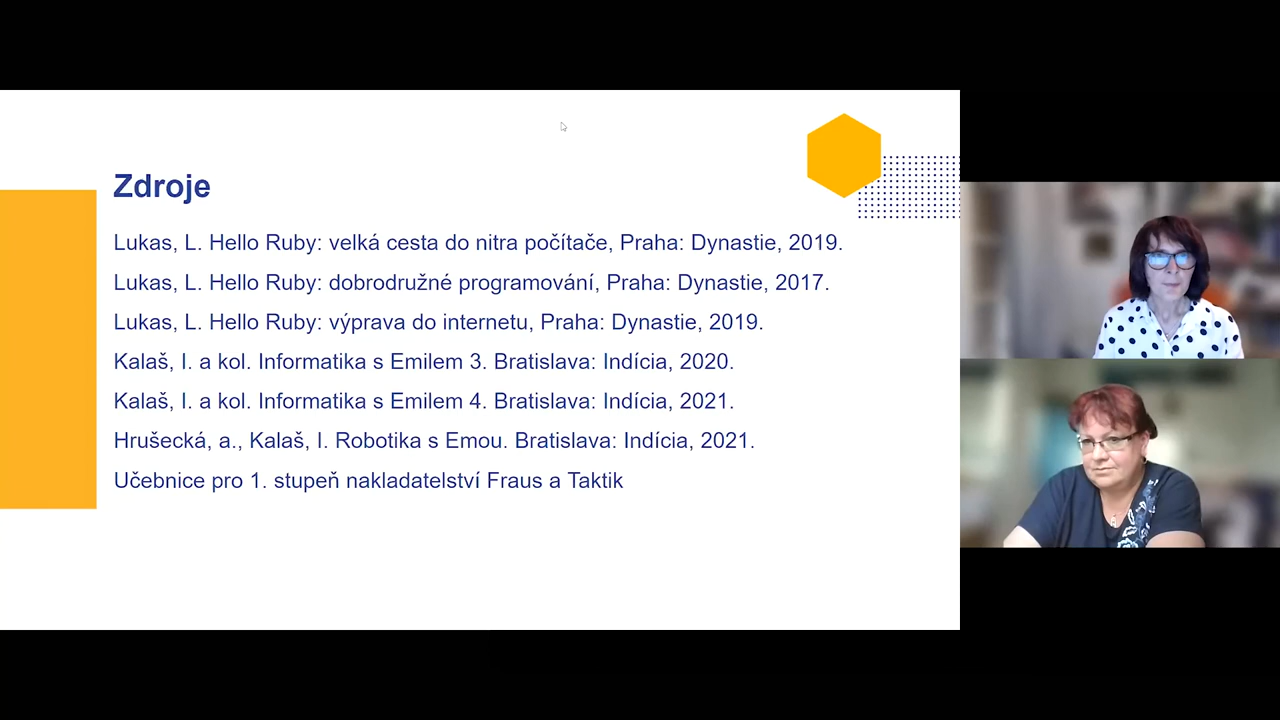 Zdroje
Lukas, L. Hello Ruby: velká cesta do nitra počítače, Praha: Dynastie, 2019.
Lukas, L. Hello Ruby: dobrodružné programování, Praha: Dynastie, 2017.
Lukas, L. Hello Ruby: výprava do internetu, Praha: Dynastie, 2019.
Kalaš, I. a kol. Informatika s Emilem 3. Bratislava: Indícia, 2020.
Kalaš, I. a kol. Informatika s Emilem 4. Bratislava: Indícia, 2021.
Hrušecká, a., Kalaš, I. Robotika s Emou. Bratislava: Indícia, 2021.
Učebnice pro 1. stupeň nakladatelství Fraus a Taktik